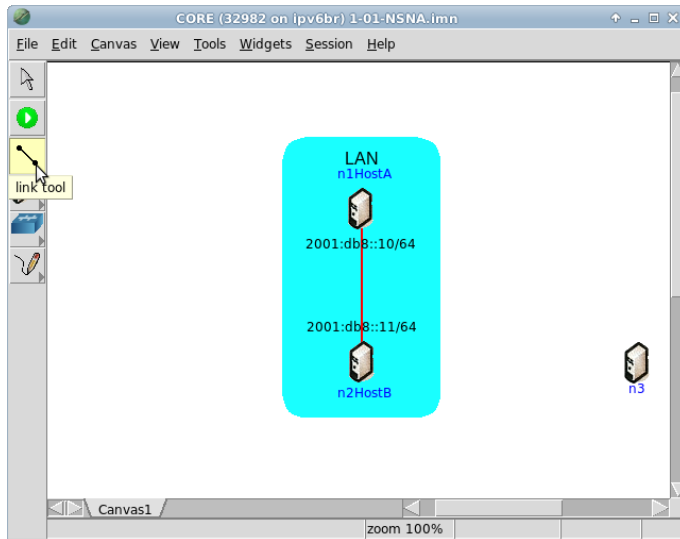 CORE (32982 on ipv6br) 1-01-NSNA.imn
File Edit Canvas View Tools Widgets Session Help
link tool
LAN
n1HostA
2001:db8::10/64
2001:db8::11/64
n2HostB
n3
Canvas1
zoom 100%